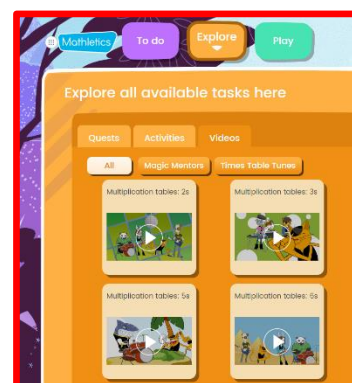 Mathletics To do Explore Play
Explore all available tasks here
Quests Activities Videos
All Magic Mentors Times Table Tunes
Multiplication tables: 2s Multiplication tables: 3s
Multiplication tables: 5s Multiplication tables: 6s